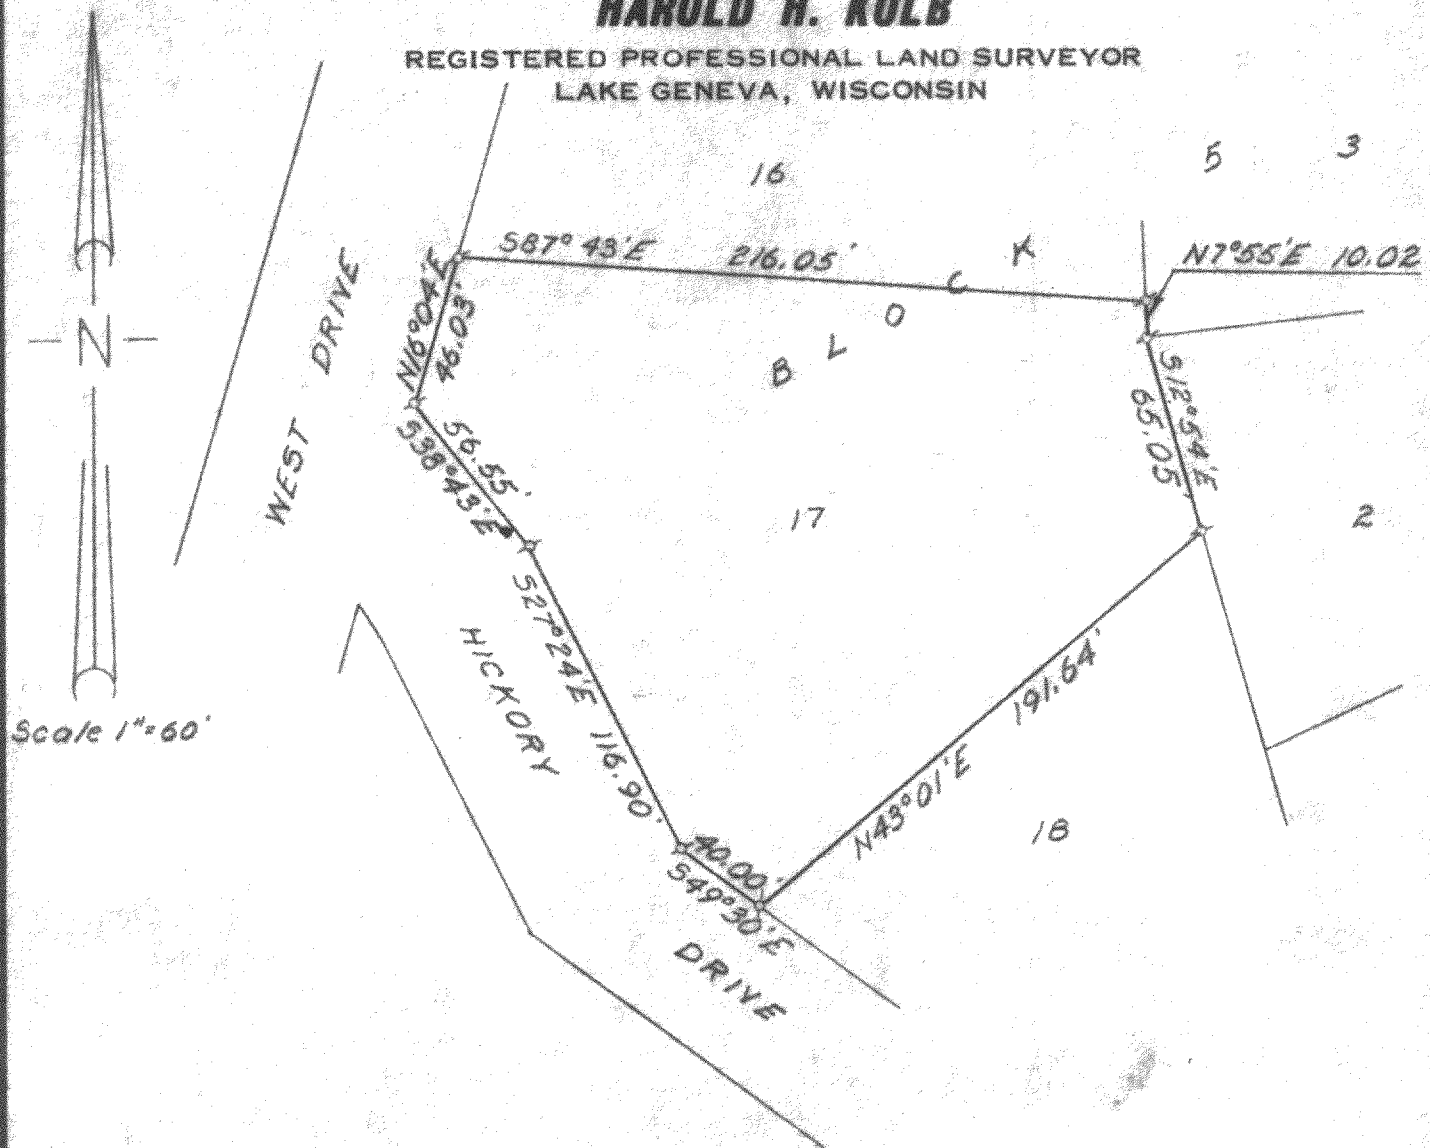 HAROLD H. KOLB
REGISTERED PROFESSIONAL LAND SURVEYOR
LAKE GENEVA, WISCONSIN
16
5
3
S87°43'E 216.05'
N7°55'E 10.02
N16°04'E
46.03'
WEST DRIVE
BLOCK
S12°54'E
65.05'
56.55'
S38°43'E
17
2
S27°24'E 116.90'
HICKORY
DRIVE
N43°01'E 191.64'
18
40.00'
S49°30'E
N
Scale 1"=60'